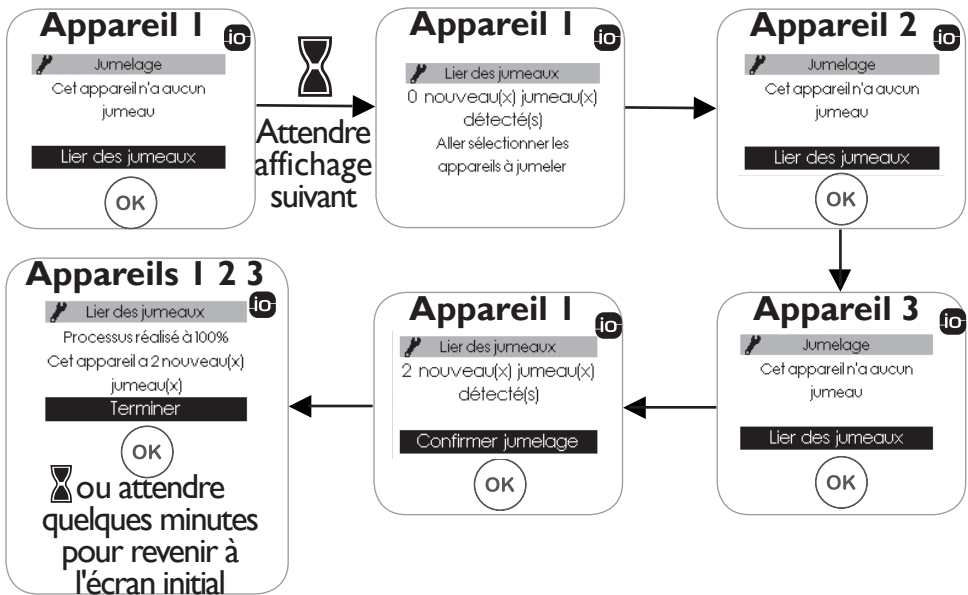 Appareil 1
io
Jumelage
Cet appareil n'a aucun
jumeau
Lier des jumeaux
OK
Attendre
affichage
suivant
Appareil 1
io
Lier des jumeaux
0 nouveau(x) jumeau(x)
détecté(s)
Aller sélectionner les
appareils à jumeler
Appareil 2
io
Jumelage
Cet appareil n'a aucun
jumeau
Lier des jumeaux
OK
Appareil 3
io
Jumelage
Cet appareil n'a aucun
jumeau
Lier des jumeaux
OK
Appareil 1
io
Lier des jumeaux
2 nouveau(x) jumeau(x)
détecté(s)
Confirmer jumelage
OK
Appareils 1 2 3
io
Lier des jumeaux
Processus réalisé à 100%
Cet appareil a 2 nouveau(x)
jumeau(x)
Terminer
OK
ou attendre
quelques minutes
pour revenir à
l'écran initial